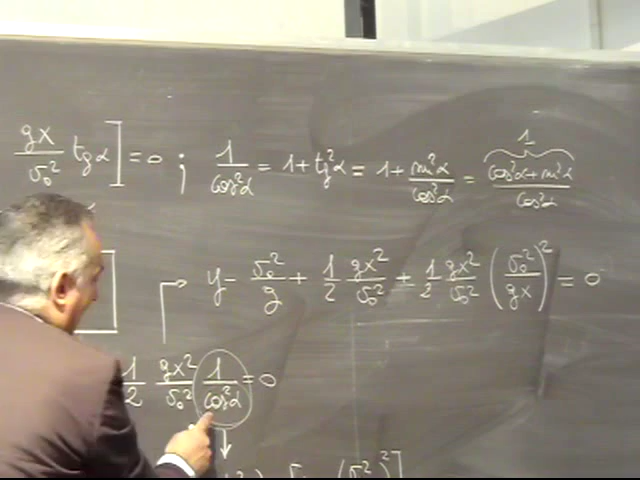 gx/v₀² tgα] = 0 ; 1/cos²α = 1 + tg²α = 1 + sin²α/cos²α = (cos²α + sin²α)/cos²α
1
y − v₀²/g + 1/2 gx²/v₀² + 1/2 gx²/v₀² (v₀²/gx)² = 0
1/2 gx²/v₀² 1/cos²α = 0